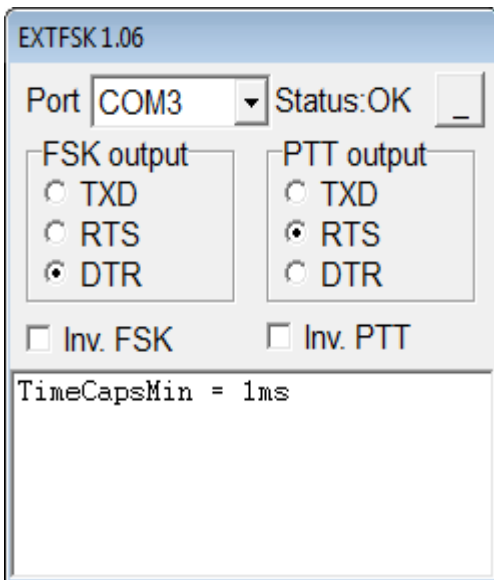 EXTFSK 1.06
Port COM3 Status:OK _
FSK output PTT output
TXD TXD
RTS RTS
DTR DTR
Inv. FSK Inv. PTT
TimeCapsMin = 1ms